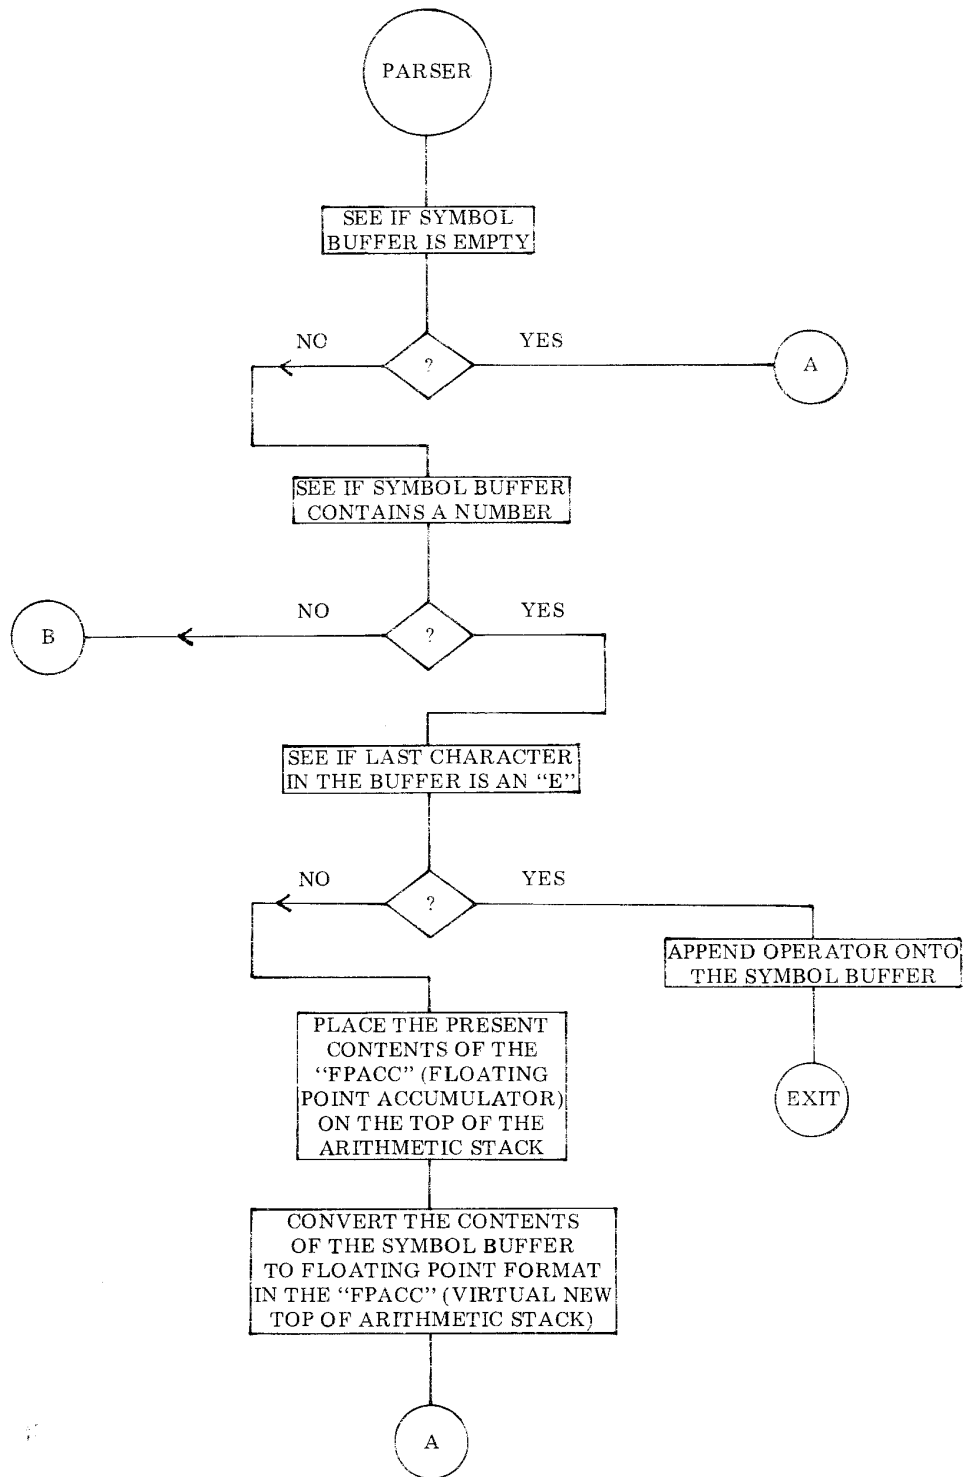 PARSER
SEE IF SYMBOL
BUFFER IS EMPTY
NO
?
YES
A
SEE IF SYMBOL BUFFER
CONTAINS A NUMBER
B
NO
?
YES
SEE IF LAST CHARACTER
IN THE BUFFER IS AN “E”
NO
?
YES
APPEND OPERATOR ONTO
THE SYMBOL BUFFER
EXIT
PLACE THE PRESENT
CONTENTS OF THE
“FPACC” (FLOATING
POINT ACCUMULATOR)
ON THE TOP OF THE
ARITHMETIC STACK
CONVERT THE CONTENTS
OF THE SYMBOL BUFFER
TO FLOATING POINT FORMAT
IN THE “FPACC” (VIRTUAL NEW
TOP OF ARITHMETIC STACK)
A